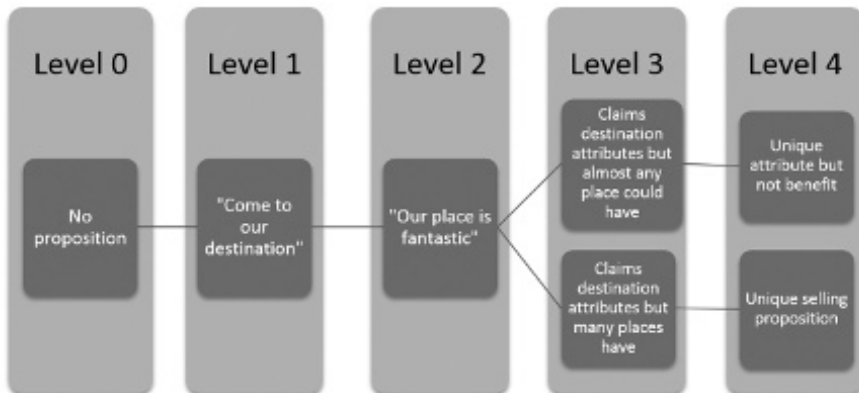 Level 0
No
proposition
Level 1
"Come to
our
destination"
Level 2
"Our place is
fantastic"
Level 3
Claims
destination
attributes but
almost any
place could
have
Claims
destination
attributes but
many places
have
Level 4
Unique
attribute but
not benefit
Unique selling
proposition